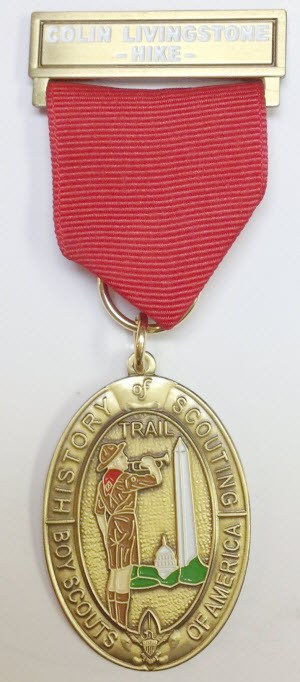 COLIN LIVINGSTONE
- HIKE -
HISTORY of SCOUTING
TRAIL
BOY SCOUTS OF AMERICA